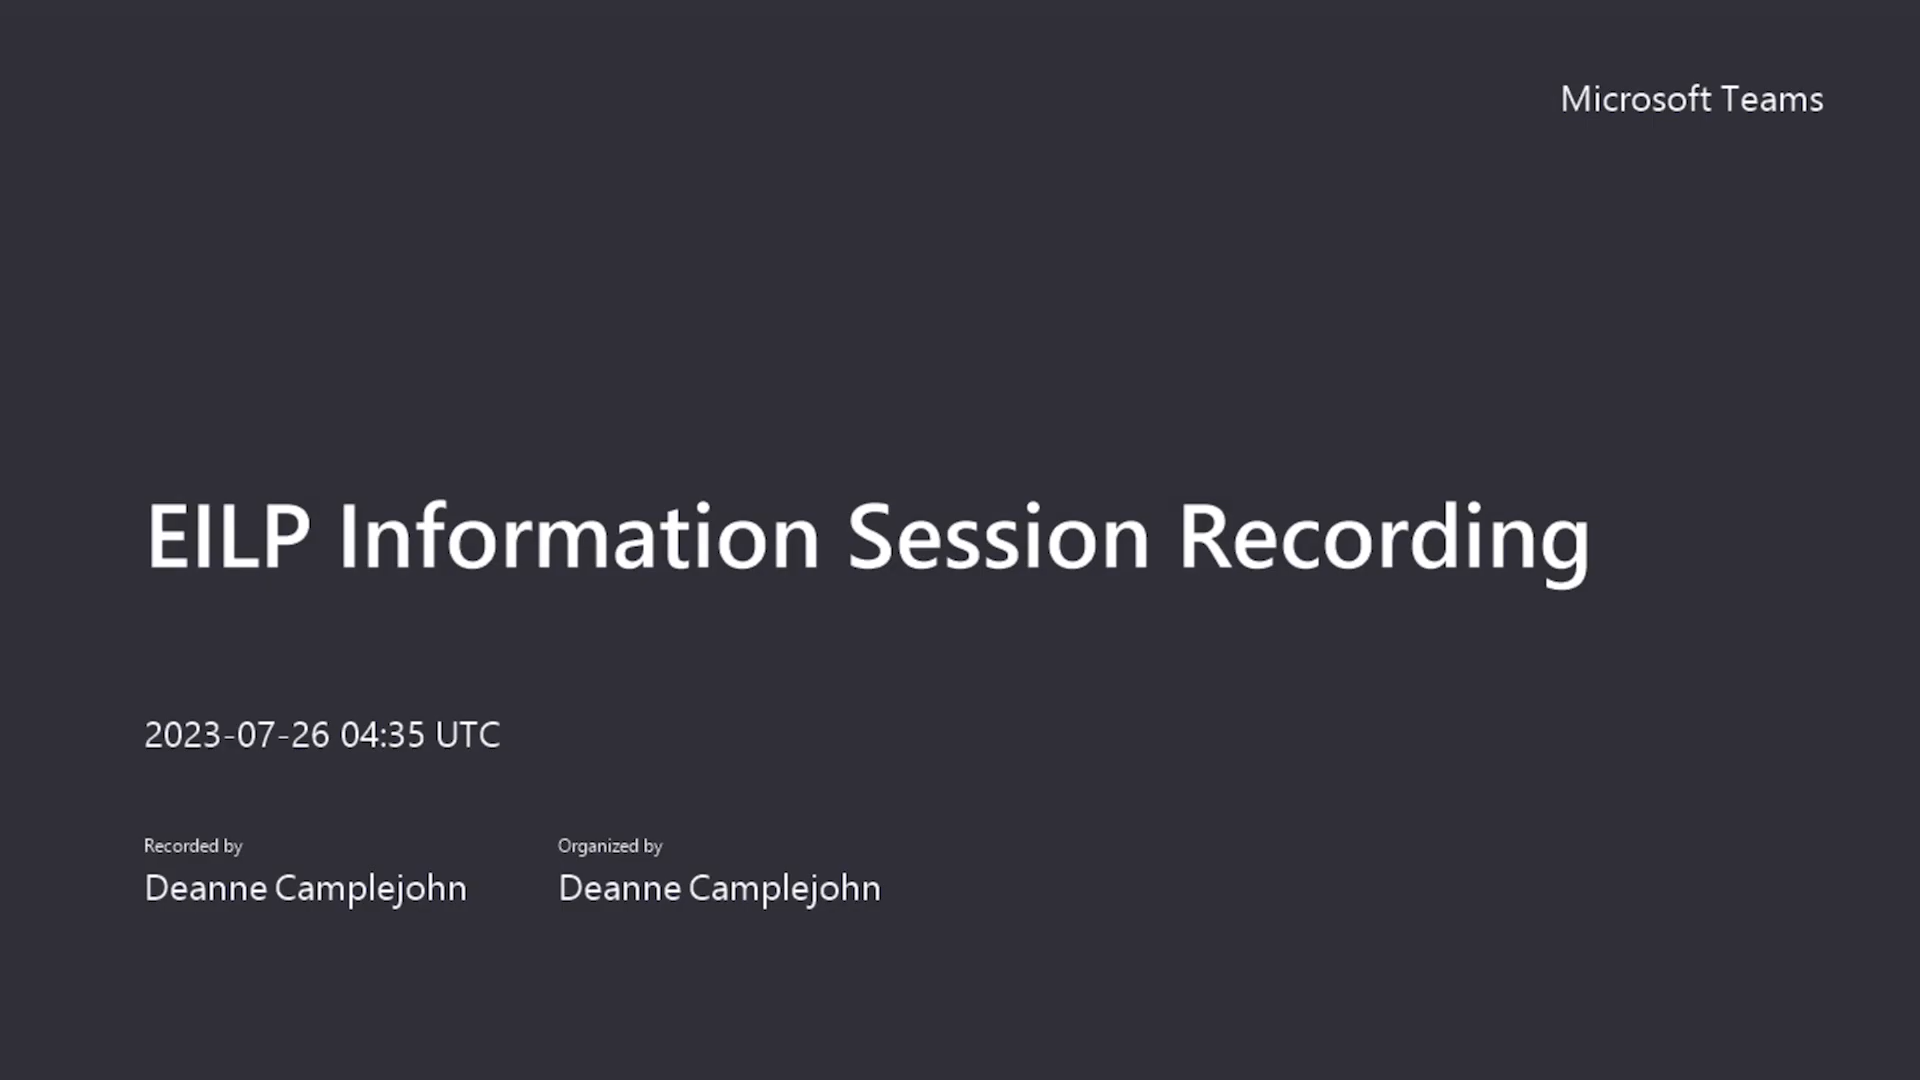 Microsoft Teams
EILP Information Session Recording
2023-07-26 04:35 UTC
Recorded by
Deanne Camplejohn
Organized by
Deanne Camplejohn